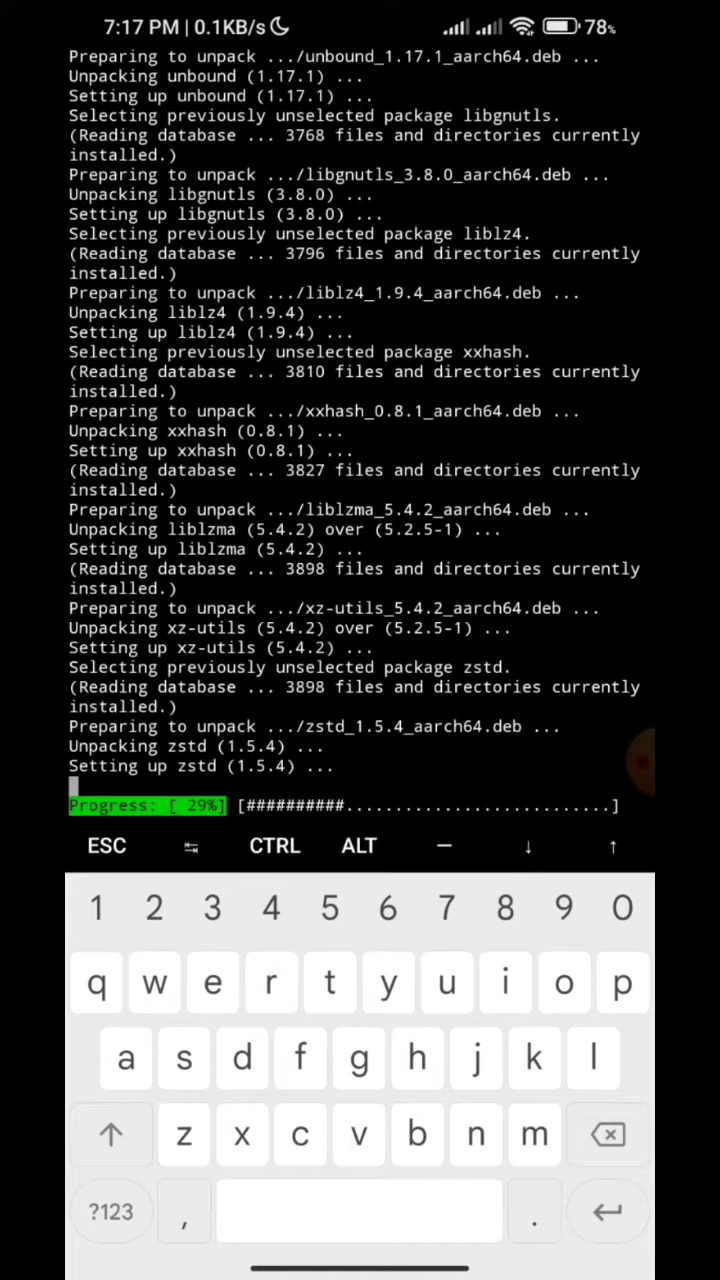 7:17 PM | 0.1KB/s
78%
Preparing to unpack .../unbound_1.17.1_aarch64.deb ...
Unpacking unbound (1.17.1) ...
Setting up unbound (1.17.1) ...
Selecting previously unselected package libgnutls.
(Reading database ... 3768 files and directories currently
installed.)
Preparing to unpack .../libgnutls_3.8.0_aarch64.deb ...
Unpacking libgnutls (3.8.0) ...
Setting up libgnutls (3.8.0) ...
Selecting previously unselected package liblz4.
(Reading database ... 3796 files and directories currently
installed.)
Preparing to unpack .../liblz4_1.9.4_aarch64.deb ...
Unpacking liblz4 (1.9.4) ...
Setting up liblz4 (1.9.4) ...
Selecting previously unselected package xxhash.
(Reading database ... 3810 files and directories currently
installed.)
Preparing to unpack .../xxhash_0.8.1_aarch64.deb ...
Unpacking xxhash (0.8.1) ...
Setting up xxhash (0.8.1) ...
(Reading database ... 3827 files and directories currently
installed.)
Preparing to unpack .../liblzma_5.4.2_aarch64.deb ...
Unpacking liblzma (5.4.2) over (5.2.5-1) ...
Setting up liblzma (5.4.2) ...
(Reading database ... 3898 files and directories currently
installed.)
Preparing to unpack .../xz-utils_5.4.2_aarch64.deb ...
Unpacking xz-utils (5.4.2) over (5.2.5-1) ...
Setting up xz-utils (5.4.2) ...
Selecting previously unselected package zstd.
(Reading database ... 3898 files and directories currently
installed.)
Preparing to unpack .../zstd_1.5.4_aarch64.deb ...
Unpacking zstd (1.5.4) ...
Setting up zstd (1.5.4) ...
Progress: [ 29%] [##########...........................]
ESC ↹ CTRL ALT — ↓ ↑
1 2 3 4 5 6 7 8 9 0
q w e r t y u i o p
a s d f g h j k l
z x c v b n m
?123 , .